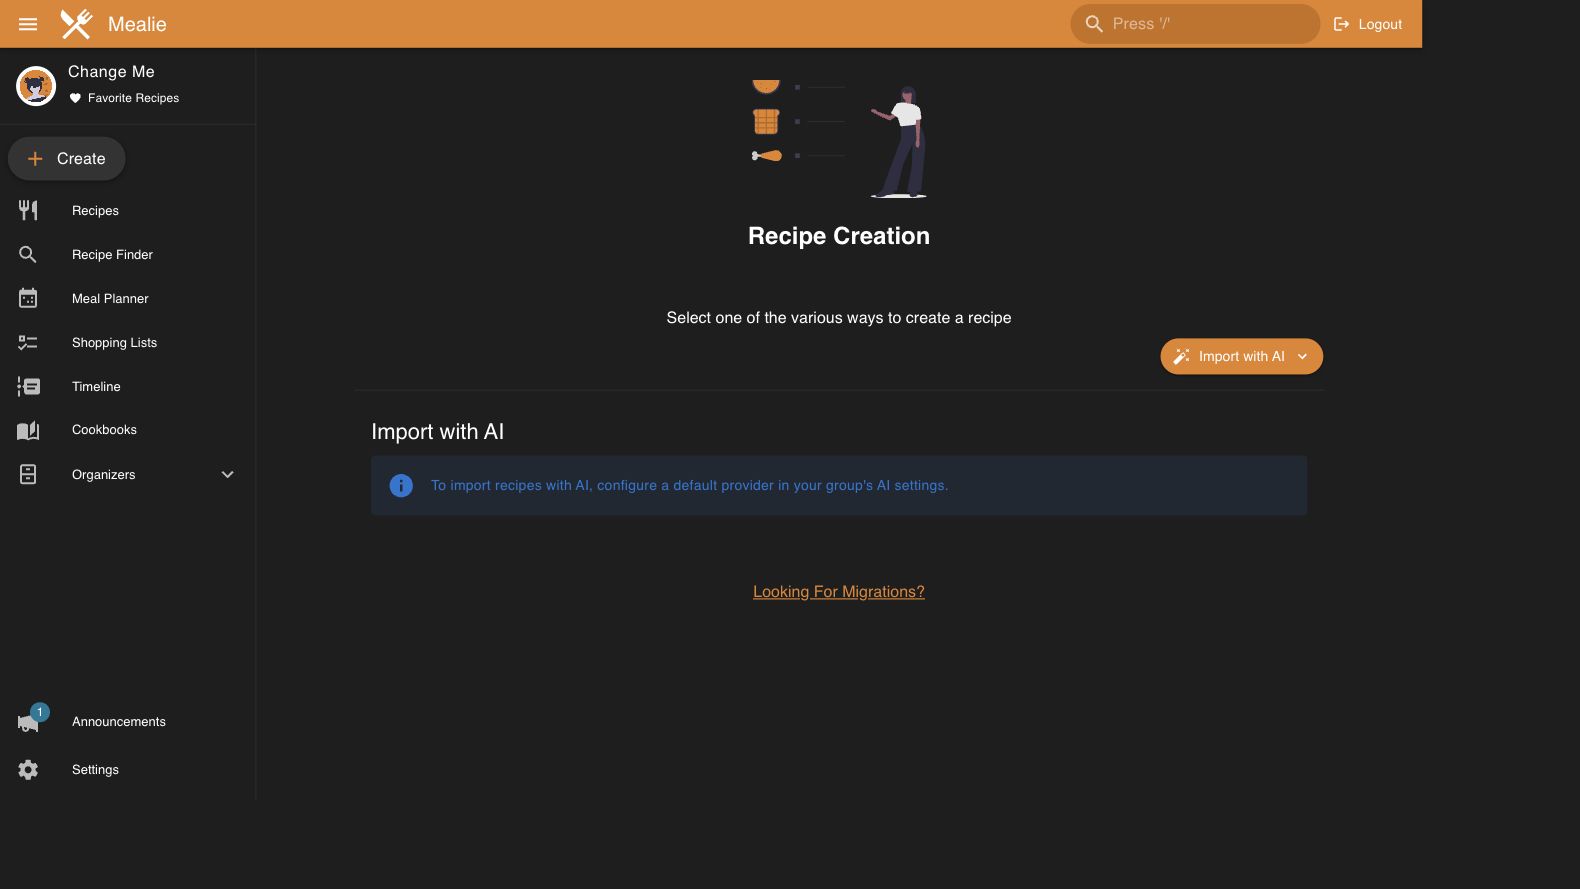 Mealie
Press '/'
Logout
Change Me
Favorite Recipes
Create
Recipes
Recipe Finder
Meal Planner
Shopping Lists
Timeline
Cookbooks
Organizers
1
Announcements
Settings
Recipe Creation
Select one of the various ways to create a recipe
Import with AI
Import with AI
To import recipes with AI, configure a default provider in your group's AI settings.
Looking For Migrations?